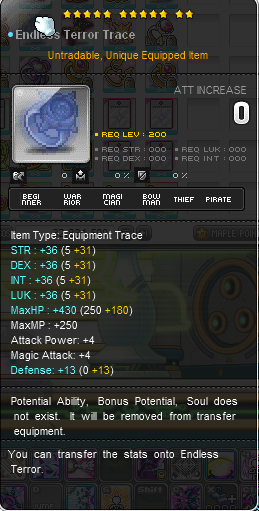 Endless Terror Trace
Untradable, Unique Equipped Item
ATT INCREASE
0
• REQ LEV : 200
• REQ STR : 000 • REQ LUK : 000
• REQ DEX : 000 • REQ INT : 000
0 % 0 %
BEGINNER WARRIOR MAGICIAN BOWMAN THIEF PIRATE
Item Type: Equipment Trace
STR : +36 (5 +31)
DEX : +36 (5 +31)
INT : +36 (5 +31)
LUK : +36 (5 +31)
MaxHP : +430 (250 +180)
MaxMP : +250
Attack Power: +4
Magic Attack: +4
Defense: +13 (0 +13)
Potential Ability, Bonus Potential, Soul does
not exist. It will be removed from transfer
equipment.
You can transfer the stats onto Endless
Terror.